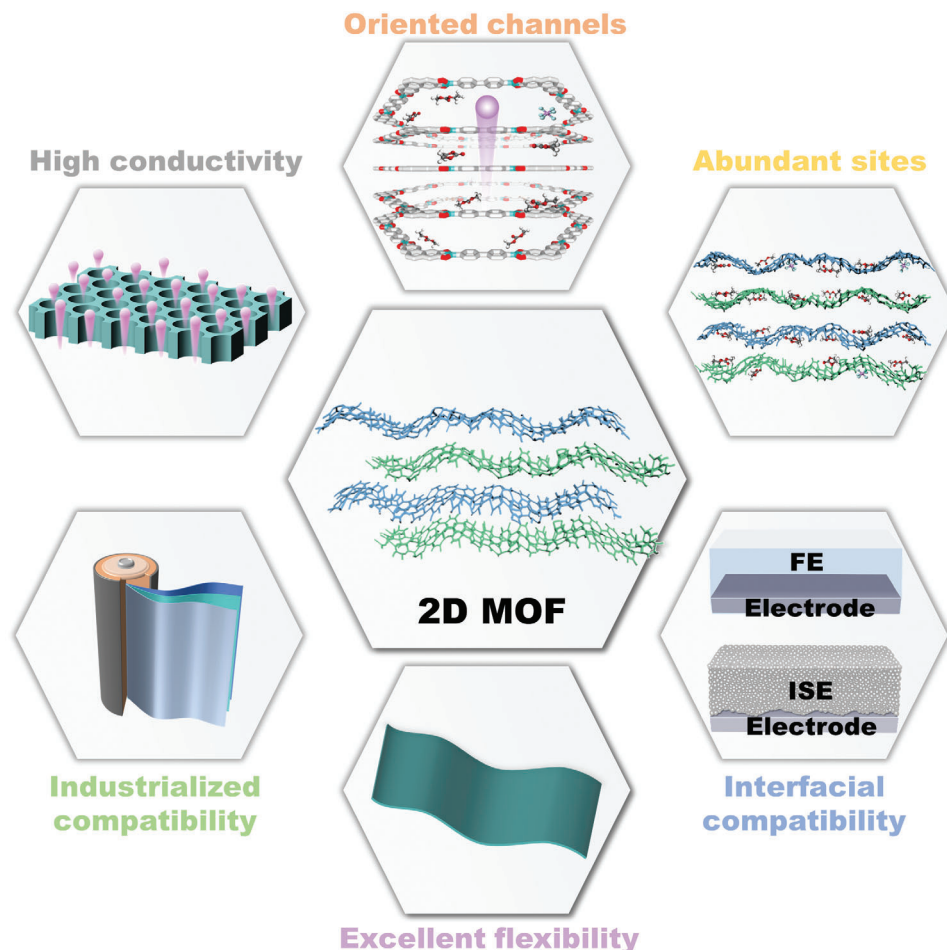 Oriented channels
High conductivity
Abundant sites
2D MOF
FE
Electrode
ISE
Electrode
Industrialized
compatibility
Interfacial
compatibility
Excellent flexibility